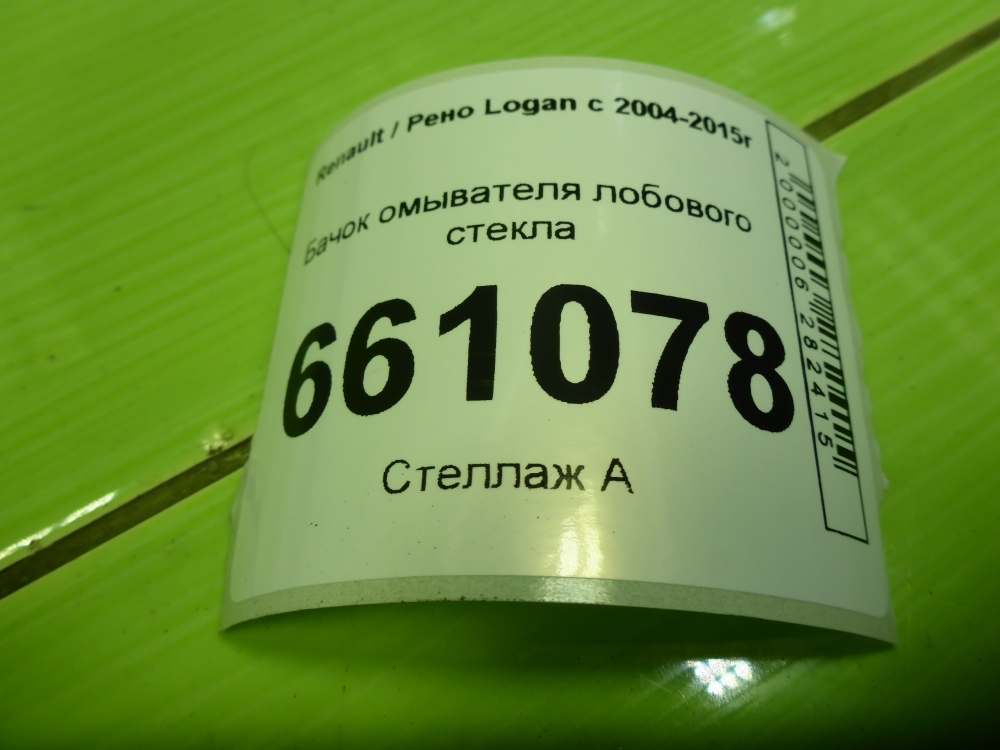 Renault / Рено Logan с 2004-2015г
Бачок омывателя лобового
стекла
661078
Стеллаж А
2000006282415